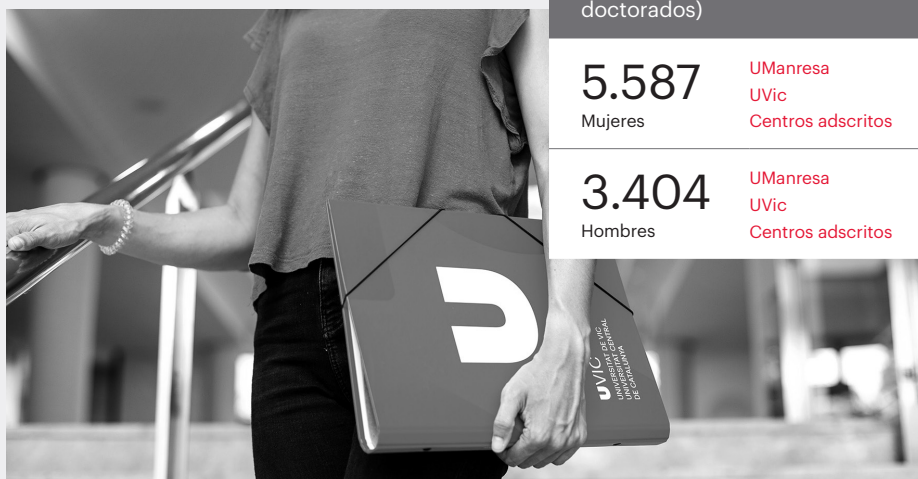 doctorados)
5.587
Mujeres
UManresa
UVic
Centros adscritos
3.404
Hombres
UManresa
UVic
Centros adscritos
U
UVIC
UNIVERSITAT DE VIC
UNIVERSITAT CENTRAL
DE CATALUNYA